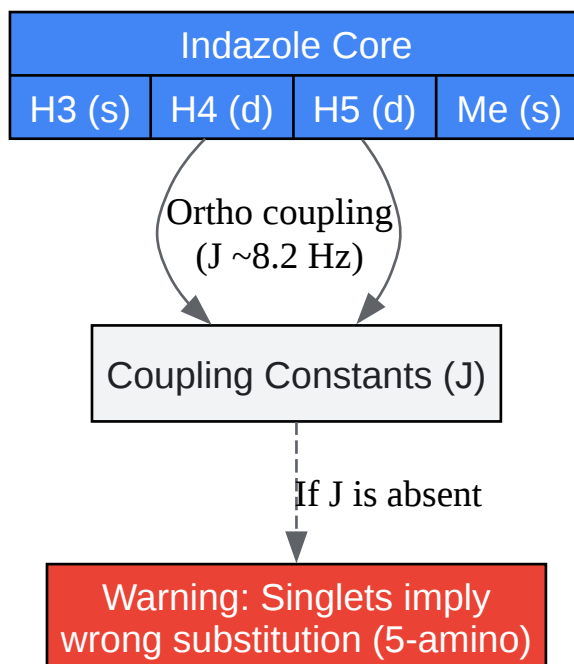 Indazole Core
H3 (s) H4 (d) H5 (d) Me (s)
Ortho coupling
(J ~8.2 Hz)
Coupling Constants (J)
If J is absent
Warning: Singlets imply
wrong substitution (5-amino)